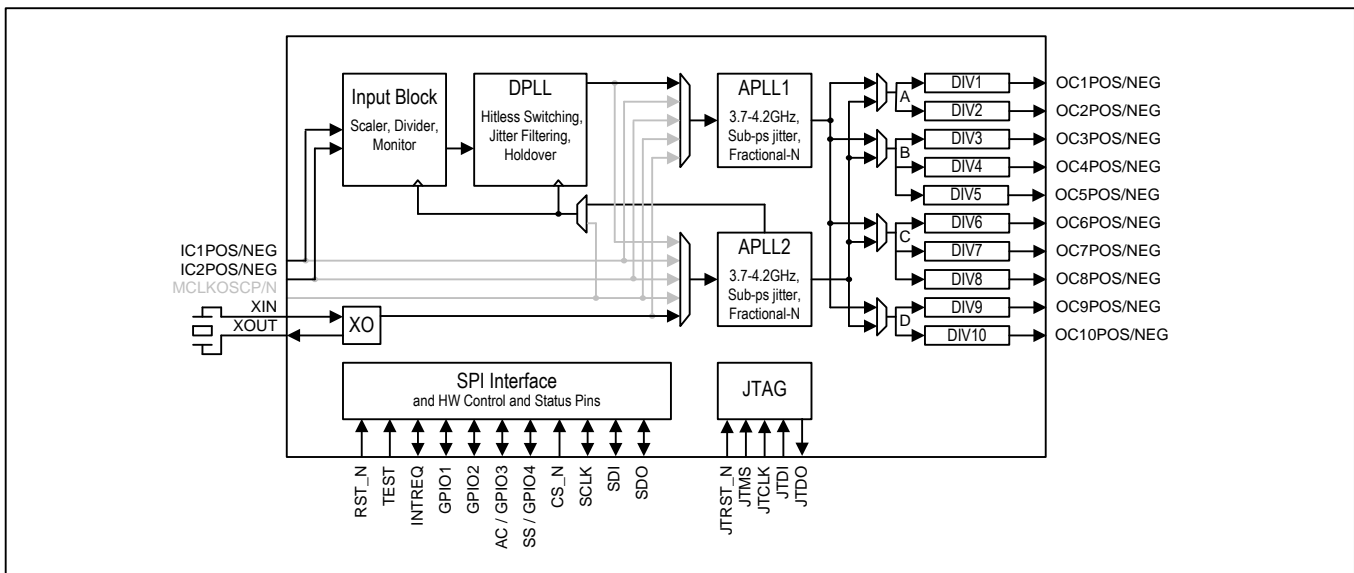 Input Block
Scaler, Divider,
Monitor
DPLL
Hitless Switching,
Jitter Filtering,
Holdover
APLL1
3.7-4.2GHz,
Sub-ps jitter,
Fractional-N
APLL2
3.7-4.2GHz,
Sub-ps jitter,
Fractional-N
A
B
C
D
DIV1
DIV2
DIV3
DIV4
DIV5
DIV6
DIV7
DIV8
DIV9
DIV10
OC1POS/NEG
OC2POS/NEG
OC3POS/NEG
OC4POS/NEG
OC5POS/NEG
OC6POS/NEG
OC7POS/NEG
OC8POS/NEG
OC9POS/NEG
OC10POS/NEG
IC1POS/NEG
IC2POS/NEG
MCLKOSCP/N
XIN
XOUT
XO
SPI Interface
and HW Control and Status Pins
JTAG
RST_N
TEST
INTREQ
GPIO1
GPIO2
AC / GPIO3
SS / GPIO4
CS_N
SCLK
SDI
SDO
JTRST_N
JTMS
JTCLK
JTDI
JTDO